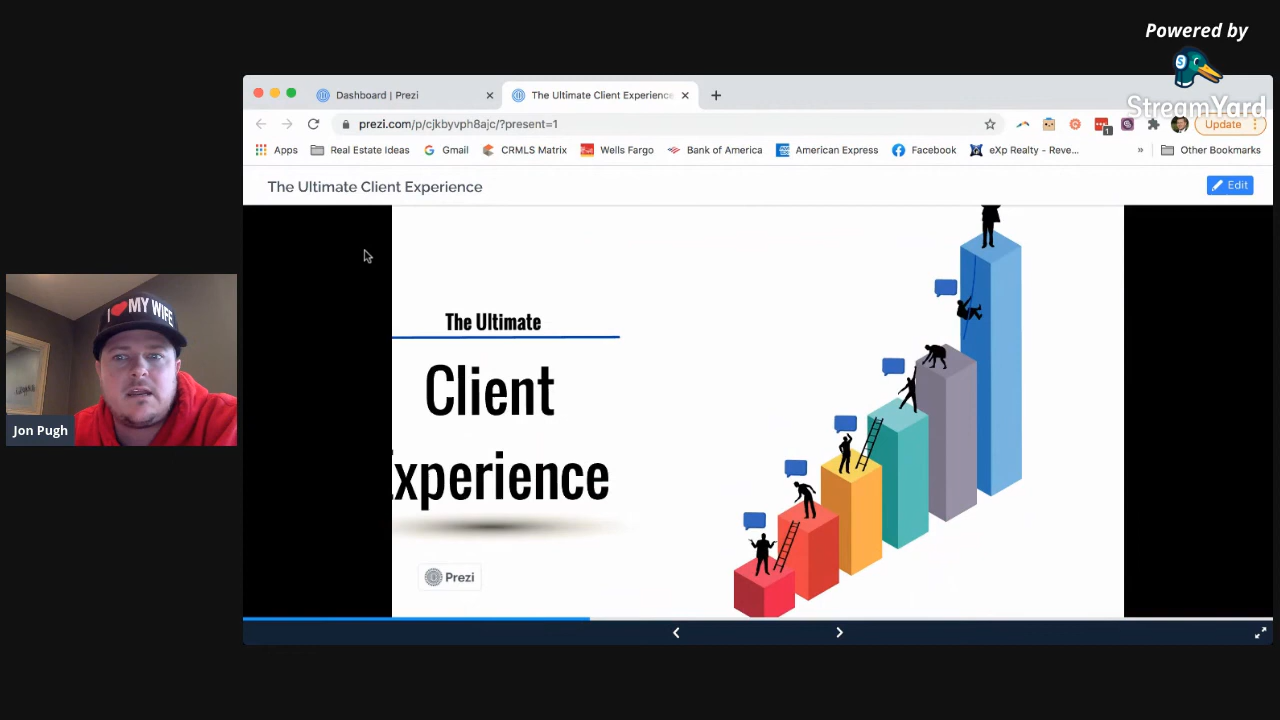 Powered by
StreamYard
Dashboard | Prezi
The Ultimate Client Experience
prezi.com/p/cjkbyvph8ajc/?present=1
1
Update
Apps
Real Estate Ideas
Gmail
CRMLS Matrix
Wells Fargo
Bank of America
American Express
Facebook
eXp Realty - Reve...
»
Other Bookmarks
The Ultimate Client Experience
Edit
The Ultimate
Client
xperience
Prezi
I ❤ MY WIFE
Jon Pugh